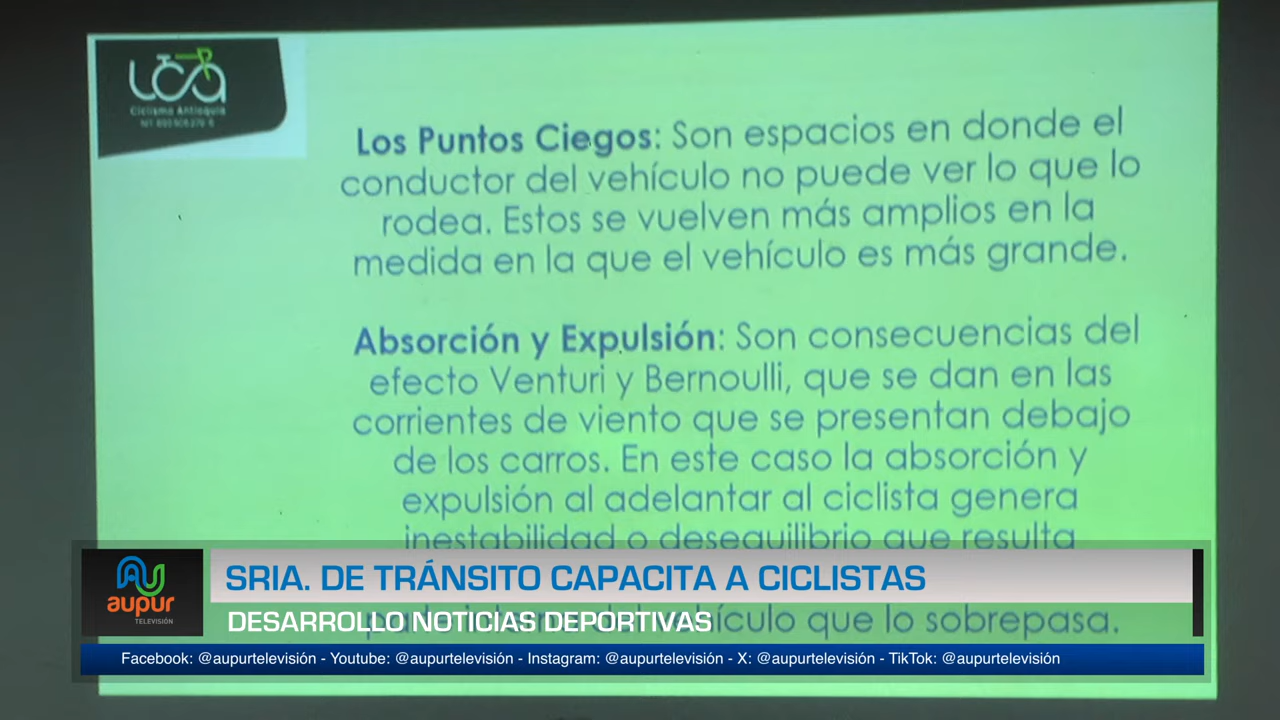 LCA
Ciclismo Antioquia
Los Puntos Ciegos: Son espacios en donde el
conductor del vehículo no puede ver lo que lo
rodea. Estos se vuelven más amplios en la
medida en la que el vehículo es más grande.
Absorción y Expulsión: Son consecuencias del
efecto Venturi y Bernoulli, que se dan en las
corrientes de viento que se presentan debajo
de los carros. En este caso la absorción y
expulsión al adelantar al ciclista genera
inestabilidad o desequilibrio que resulta
vehículo que lo sobrepasa.
aupur
TELEVISIÓN
SRIA. DE TRÁNSITO CAPACITA A CICLISTAS
DESARROLLO NOTICIAS DEPORTIVAS
Facebook: @aupurtelevisión - Youtube: @aupurtelevisión - Instagram: @aupurtelevisión - X: @aupurtelevisión - TikTok: @aupurtelevisión